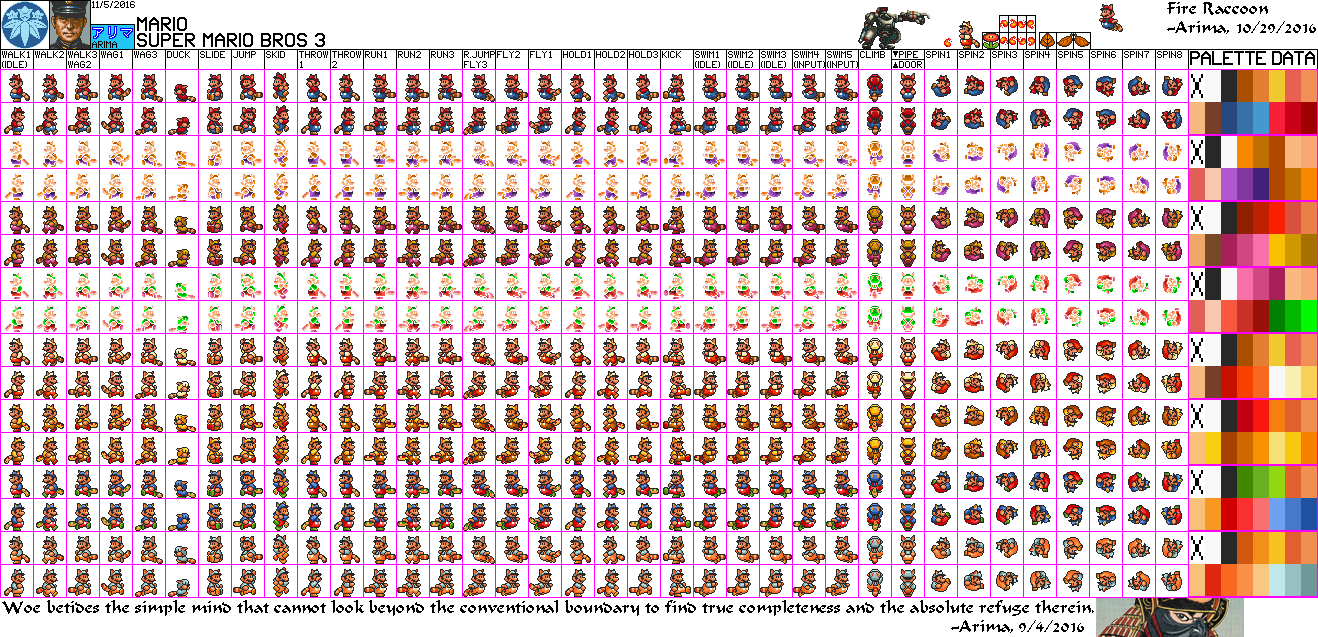 11/5/2016
アリマ
ARIMA
MARIO
SUPER MARIO BROS 3
Fire Raccoon
-Arima, 10/29/2016
WALK1 (IDLE)
WALK2
WALK3 WAG2
WAG1
WAG3
DUCK
SLIDE
JUMP
SKID
THROW 1
THROW 2
RUN1
RUN2
RUN3
R.JUMP FLY3
FLY2
FLY1
HOLD1
HOLD2
HOLD3
KICK
SWIM1 (IDLE)
SWIM2 (IDLE)
SWIM3 (IDLE)
SWIM4 (INPUT)
SWIM5 (INPUT)
CLIMB
▼PIPE
▲DOOR
SPIN1
SPIN2
SPIN3
SPIN4
SPIN5
SPIN6
SPIN7
SPIN8
PALETTE DATA
X
X
X
X
X
X
X
X
Woe betides the simple mind that cannot look beyond the conventional boundary to find true completeness and the absolute refuge therein.
-Arima, 9/4/2016